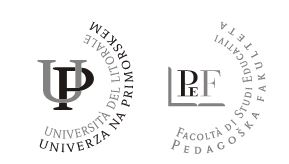 UP
UNIVERSITÀ DEL LITORALE
UNIVERZA NA PRIMORSKEM
PEF
FACOLTÀ DI STUDI EDUCATIVI
PEDAGOŠKA FAKULTETA